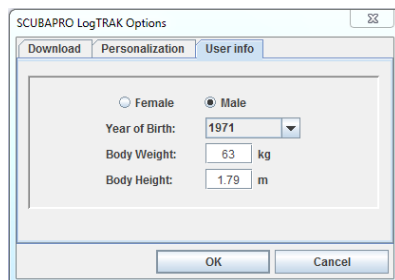 SCUBAPRO LogTRAK Options
Download Personalization User info
Female Male
Year of Birth: 1971
Body Weight: 63 kg
Body Height: 1.79 m
OK Cancel